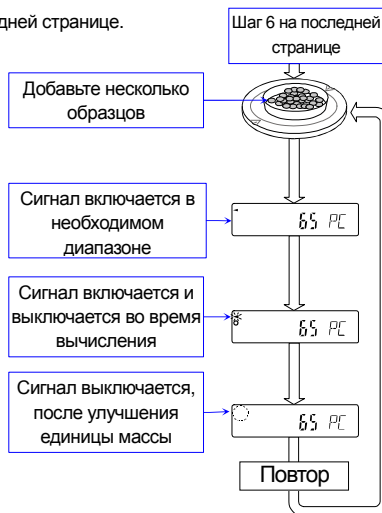 дней странице.
Шаг 6 на последней
странице
Добавьте несколько
образцов
Сигнал включается в
необходимом
диапазоне
65 PC
Сигнал включается и
выключается во время
вычисления
65 PC
Сигнал выключается,
после улучшения
единицы массы
65 PC
Повтор